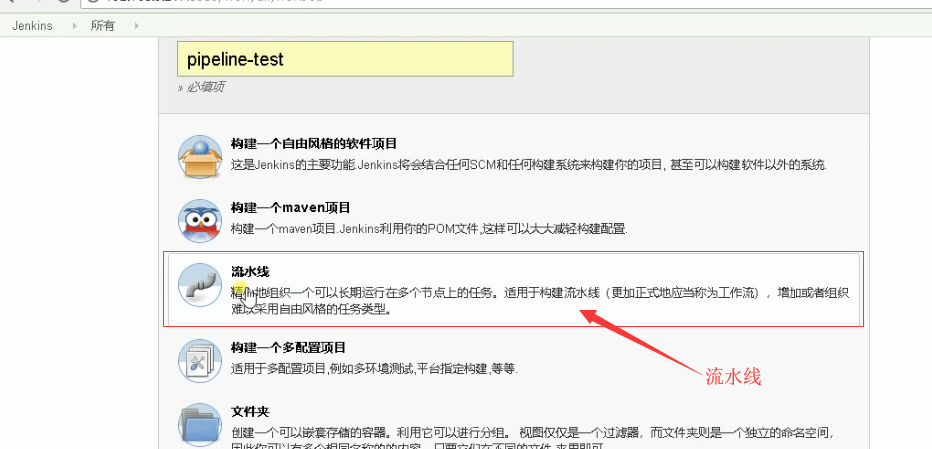 Jenkins 所有
pipeline-test
» 必填项
构建一个自由风格的软件项目
这是Jenkins的主要功能.Jenkins将会结合任何SCM和任何构建系统来构建你的项目, 甚至可以构建软件以外的系统.
构建一个maven项目
构建一个maven项目.Jenkins利用你的POM文件,这样可以大大减轻构建配置.
流水线
精 地组织一个可以长期运行在多个节点上的任务。适用于构建流水线（更加正式地应当称为工作流），增加或者组织
难以采用自由风格的任务类型。
构建一个多配置项目
适用于多配置项目,例如多环境测试,平台指定构建,等等.
流水线
文件夹
创建一个可以嵌套存储的容器。利用它可以进行分组。 视图仅仅是一个过滤器，而文件夹则是一个独立的命名空间，